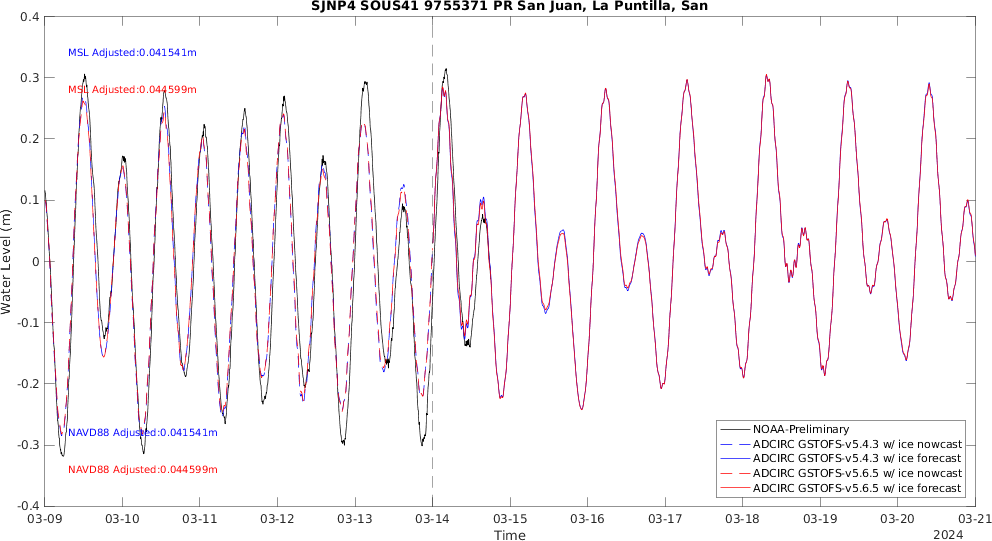 SJNP4 SOUS41 9755371 PR San Juan, La Puntilla, San
0.4
0.3
0.2
0.1
0
-0.1
-0.2
-0.3
-0.4
Water Level (m)
MSL Adjusted:0.041541m
MSL Adjusted:0.044599m
NAVD88 Adjusted:0.041541m
NAVD88 Adjusted:0.044599m
NOAA-Preliminary
ADCIRC GSTOFS-v5.4.3 w/ ice nowcast
ADCIRC GSTOFS-v5.4.3 w/ ice forecast
ADCIRC GSTOFS-v5.6.5 w/ ice nowcast
ADCIRC GSTOFS-v5.6.5 w/ ice forecast
03-09 03-10 03-11 03-12 03-13 03-14 03-15 03-16 03-17 03-18 03-19 03-20 03-21
Time
2024